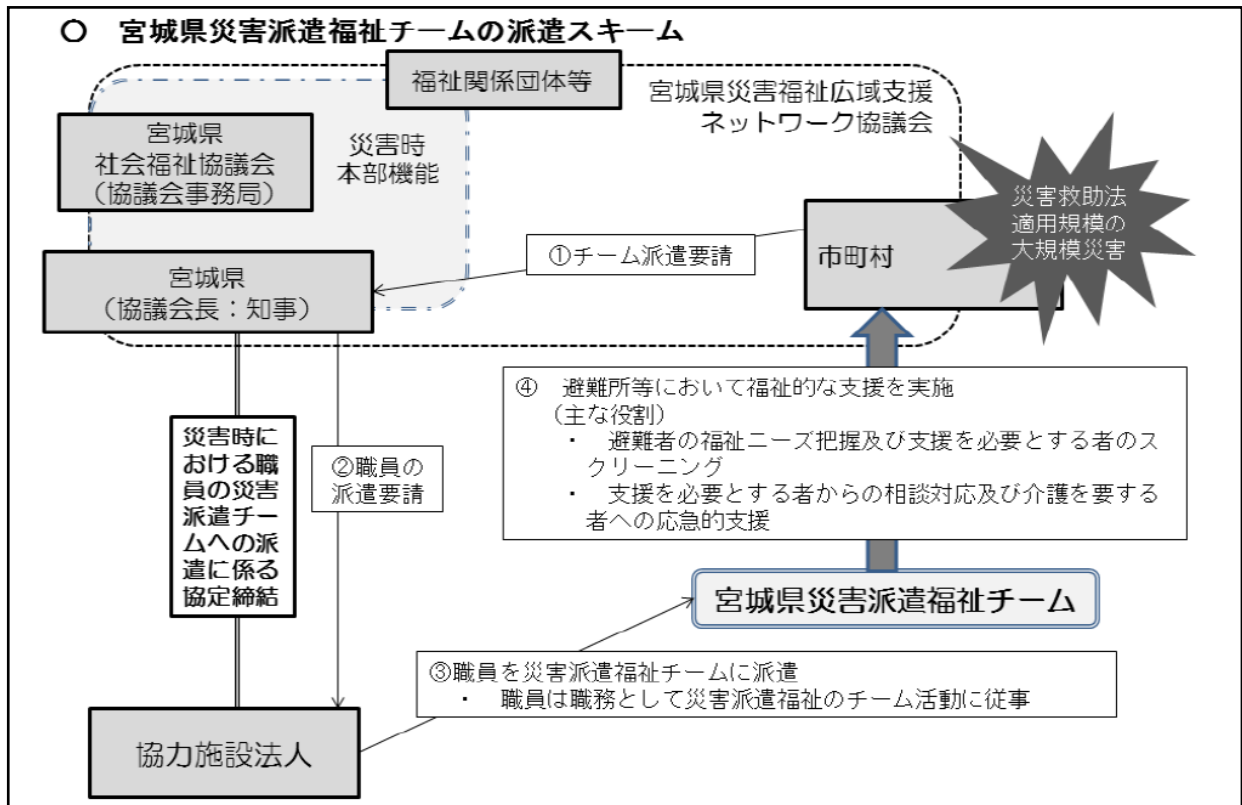 ○ 宮城県災害派遣福祉チームの派遣スキーム
福祉関係団体等
宮城県災害福祉広域支援
ネットワーク協議会
宮城県
社会福祉協議会
（協議会事務局）
災害時
本部機能
災害救助法
適用規模の
大規模災害
市町村
①チーム派遣要請
宮城県
（協議会長：知事）
④ 避難所等において福祉的な支援を実施
（主な役割）
・ 避難者の福祉ニーズ把握及び支援を必要とする者のス
クリーニング
・ 支援を必要とする者からの相談対応及び介護を要する
者への応急的支援
災害時に
おける職
員の災害
派遣チー
ムへの派
遣に係る
協定締結
②職員の
派遣要請
宮城県災害派遣福祉チーム
③職員を災害派遣福祉チームに派遣
・ 職員は職務として災害派遣福祉のチーム活動に従事
協力施設法人